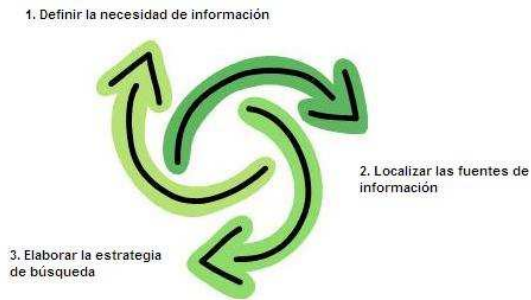 1. Definir la necesidad de información
2. Localizar las fuentes de
información
3. Elaborar la estrategia
de búsqueda